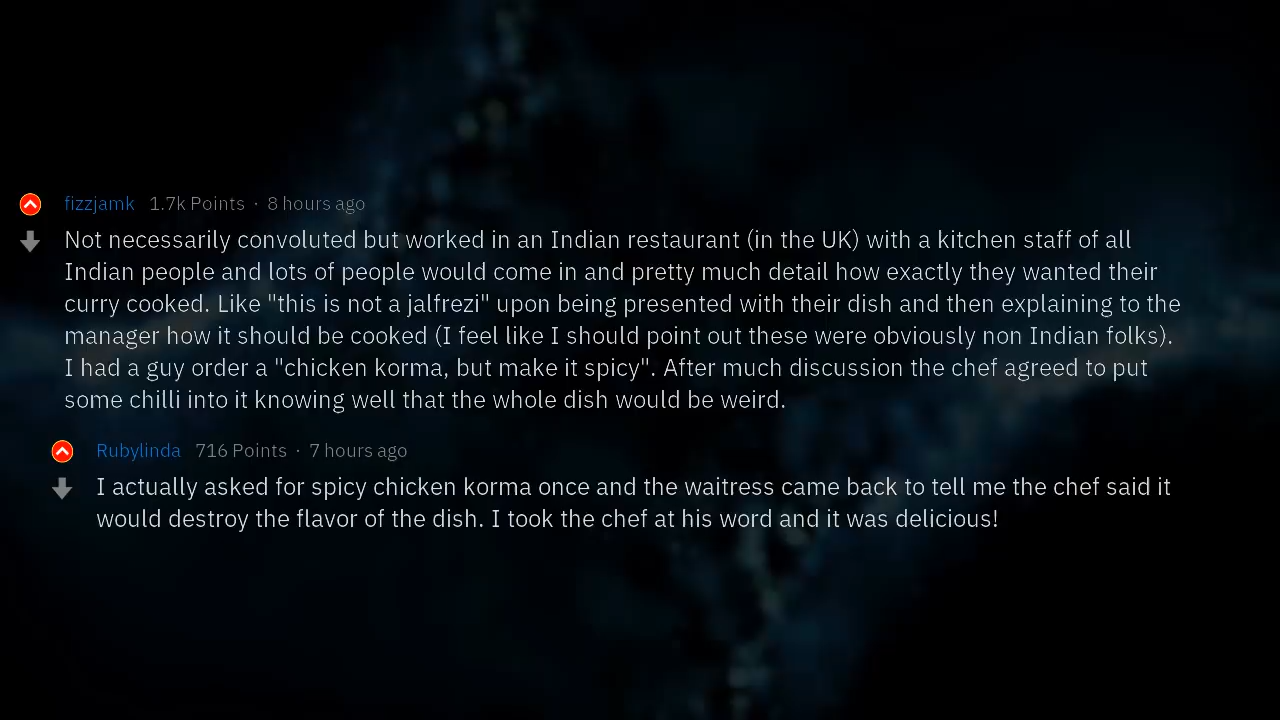 fizzjamk 1.7k Points · 8 hours ago
Not necessarily convoluted but worked in an Indian restaurant (in the UK) with a kitchen staff of all
Indian people and lots of people would come in and pretty much detail how exactly they wanted their
curry cooked. Like "this is not a jalfrezi" upon being presented with their dish and then explaining to the
manager how it should be cooked (I feel like I should point out these were obviously non Indian folks).
I had a guy order a "chicken korma, but make it spicy". After much discussion the chef agreed to put
some chilli into it knowing well that the whole dish would be weird.
Rubylinda 716 Points · 7 hours ago
I actually asked for spicy chicken korma once and the waitress came back to tell me the chef said it
would destroy the flavor of the dish. I took the chef at his word and it was delicious!